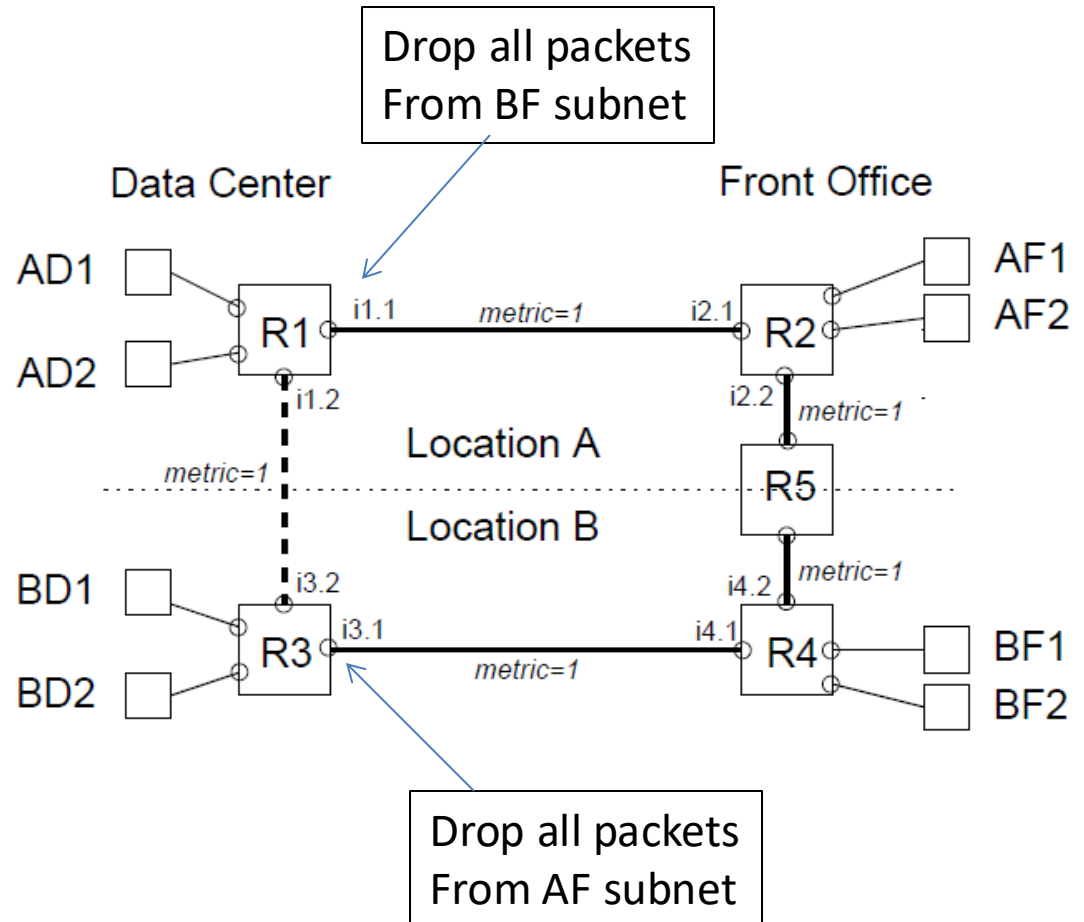 Drop all packets
From BF subnet
Data Center
Front Office
AD1
AD2
R1
i1.1
metric=1
i2.1
R2
AF1
AF2
i1.2
i2.2
metric=1
Location A
metric=1
R5
Location B
metric=1
BD1
BD2
i3.2
i4.2
R3
i3.1
metric=1
i4.1
R4
BF1
BF2
Drop all packets
From AF subnet